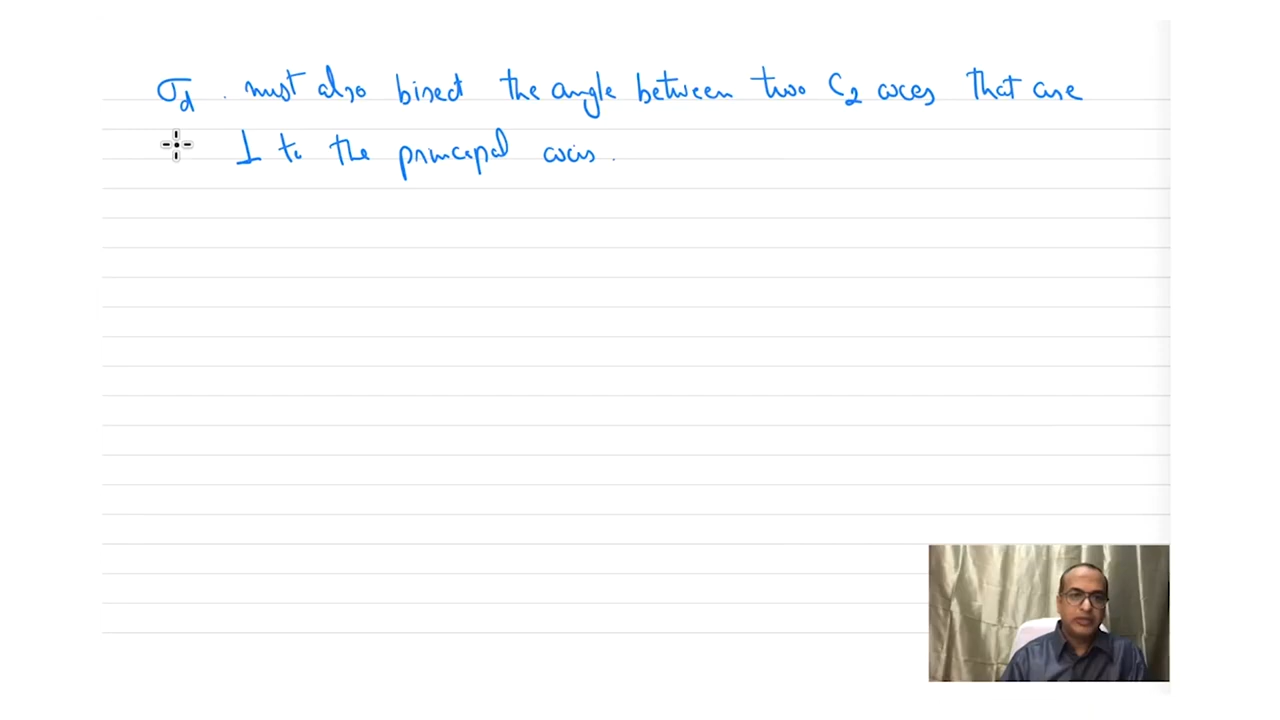 σd must also bisect the angle between two C2 axes that are
⊥ to the principal axis.